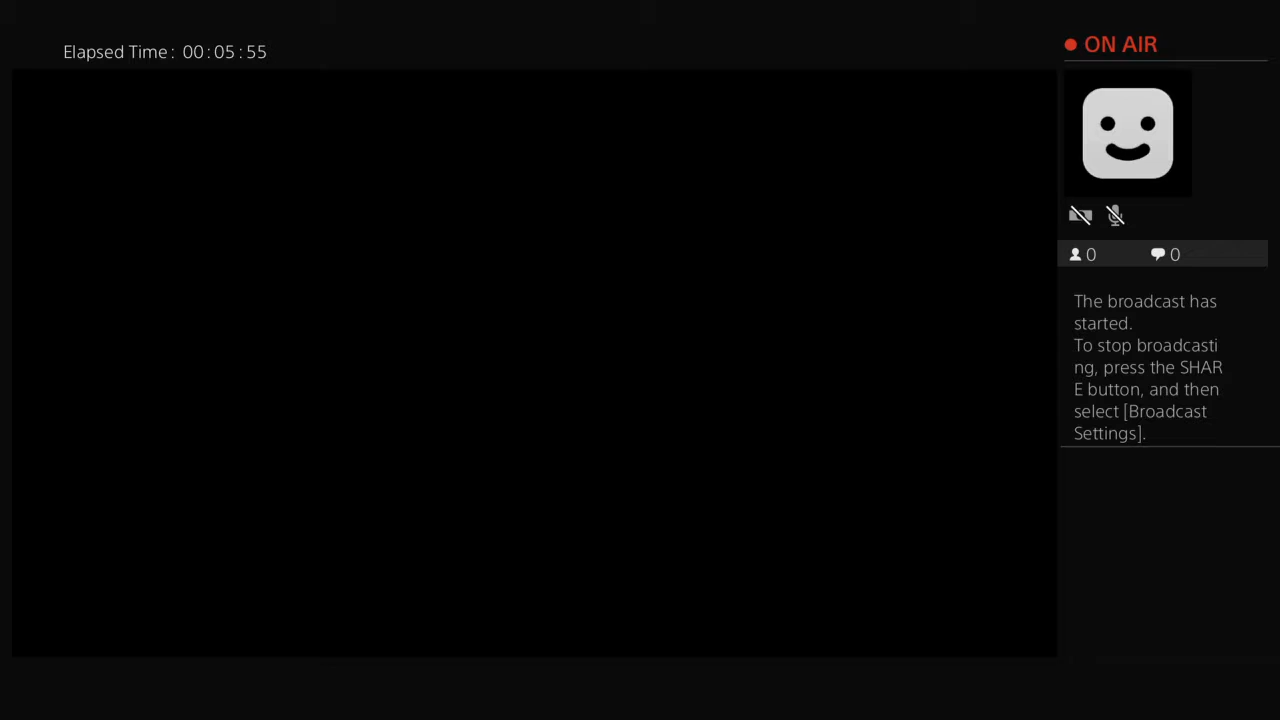 Elapsed Time: 00:05:55
ON AIR
0 0
The broadcast has
started.
To stop broadcasti
ng, press the SHAR
E button, and then
select [Broadcast
Settings].